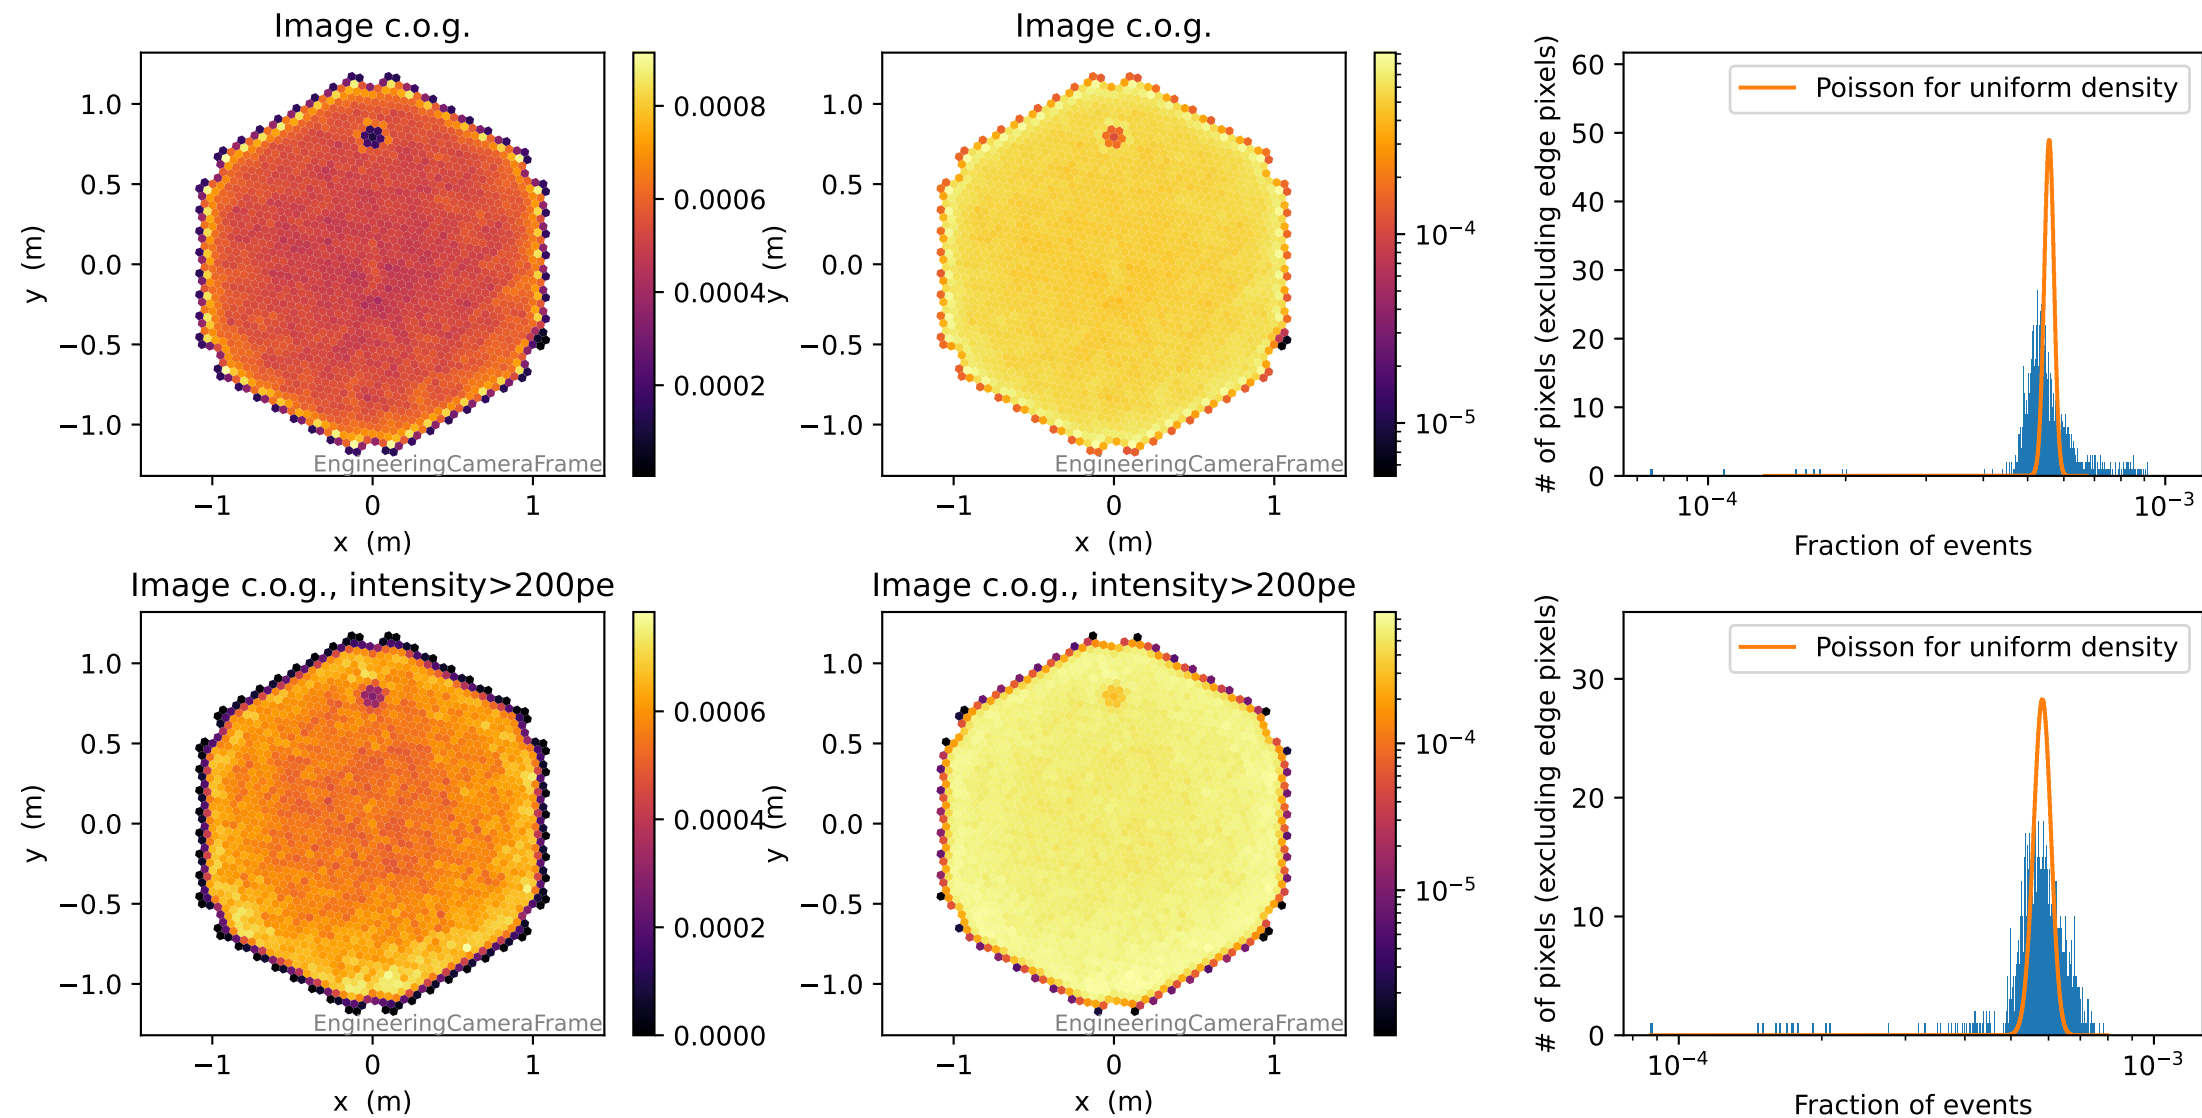 Image c.o.g.
1.0
0.5
0.0
−0.5
−1.0
y (m)
−1
0
1
x (m)
EngineeringCameraFrame
0.0008
0.0006
0.0004
0.0002
Image c.o.g.
1.0
0.5
0.0
−0.5
−1.0
y (m)
−1
0
1
x (m)
EngineeringCameraFrame
10⁻⁴
10⁻⁵
# of pixels (excluding edge pixels)
60
50
40
30
20
10
0
Poisson for uniform density
10⁻⁴
10⁻³
Fraction of events
Image c.o.g., intensity>200pe
1.0
0.5
0.0
−0.5
−1.0
y (m)
−1
0
1
x (m)
EngineeringCameraFrame
0.0006
0.0004
0.0002
0.0000
Image c.o.g., intensity>200pe
1.0
0.5
0.0
−0.5
−1.0
y (m)
−1
0
1
x (m)
EngineeringCameraFrame
10⁻⁴
10⁻⁵
# of pixels (excluding edge pixels)
30
20
10
0
Poisson for uniform density
10⁻⁴
10⁻³
Fraction of events